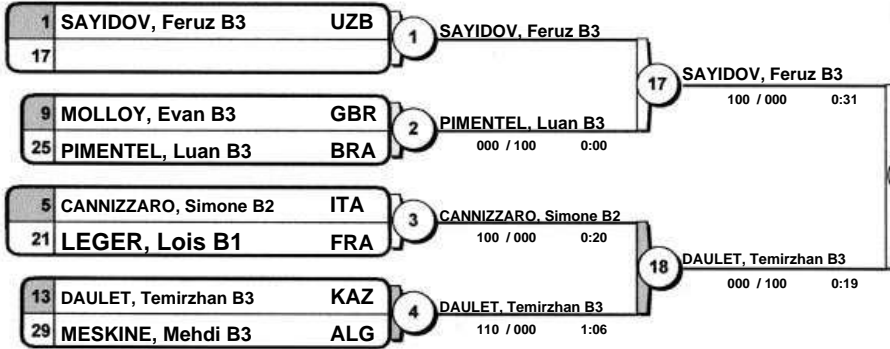 1 SAYIDOV, Feruz B3 UZB
17
1
SAYIDOV, Feruz B3
9 MOLLOY, Evan B3 GBR
25 PIMENTEL, Luan B3 BRA
2
PIMENTEL, Luan B3
000 / 100 0:00
17
SAYIDOV, Feruz B3
100 / 000 0:31
5 CANNIZZARO, Simone B2 ITA
21 LEGER, Lois B1 FRA
3
CANNIZZARO, Simone B2
100 / 000 0:20
13 DAULET, Temirzhan B3 KAZ
29 MESKINE, Mehdi B3 ALG
4
DAULET, Temirzhan B3
110 / 000 1:06
18
DAULET, Temirzhan B3
000 / 100 0:19